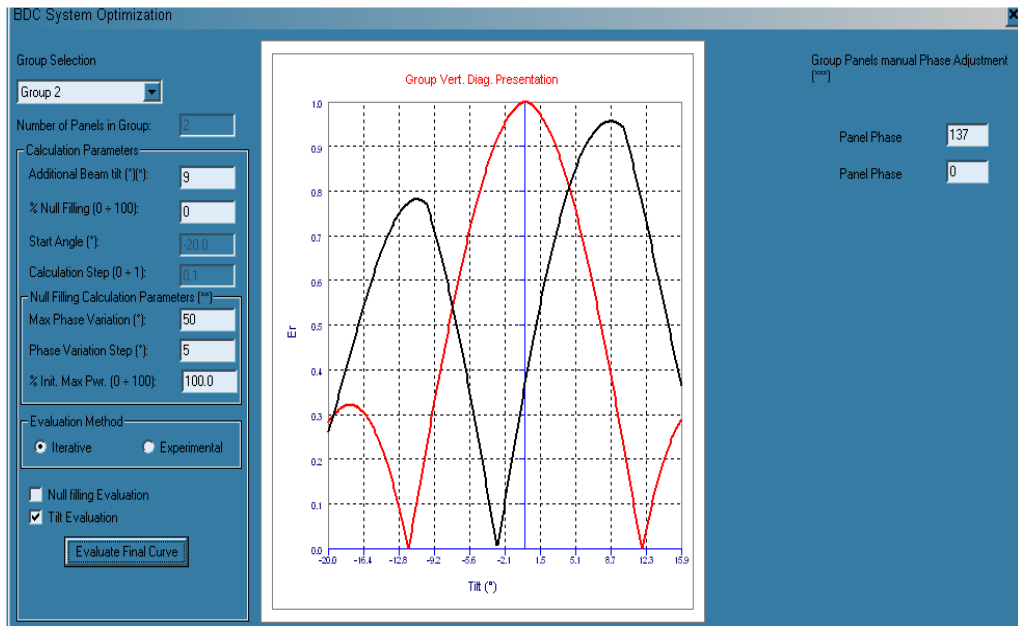 BDC System Optimization
Group Selection
Group 2
Number of Panels in Group: 2
Calculation Parameters
Additional Beam tilt (°)(*): 9
% Null Filling (0 ÷ 100): 0
Start Angle (°): -20.0
Calculation Step (0 ÷ 1): 0.1
Null Filling Calculation Parameters (**)
Max Phase Variation (°): 50
Phase Variation Step (°): 5
% Init. Max Pwr. (0 ÷ 100): 100.0
Evaluation Method
Iterative Experimental
Null filling Evaluation
Tilt Evaluation
Evaluate Final Curve
Group Vert. Diag. Presentation
1.0
0.9
0.8
0.7
0.6
0.5
0.4
0.3
0.2
0.1
0.0
Er
-20.0 -16.4 -12.8 -9.2 -5.6 -2.1 1.5 5.1 8.7 12.3 15.9
Tilt (°)
Group Panels manual Phase Adjustment
(***)
Panel Phase 137
Panel Phase 0